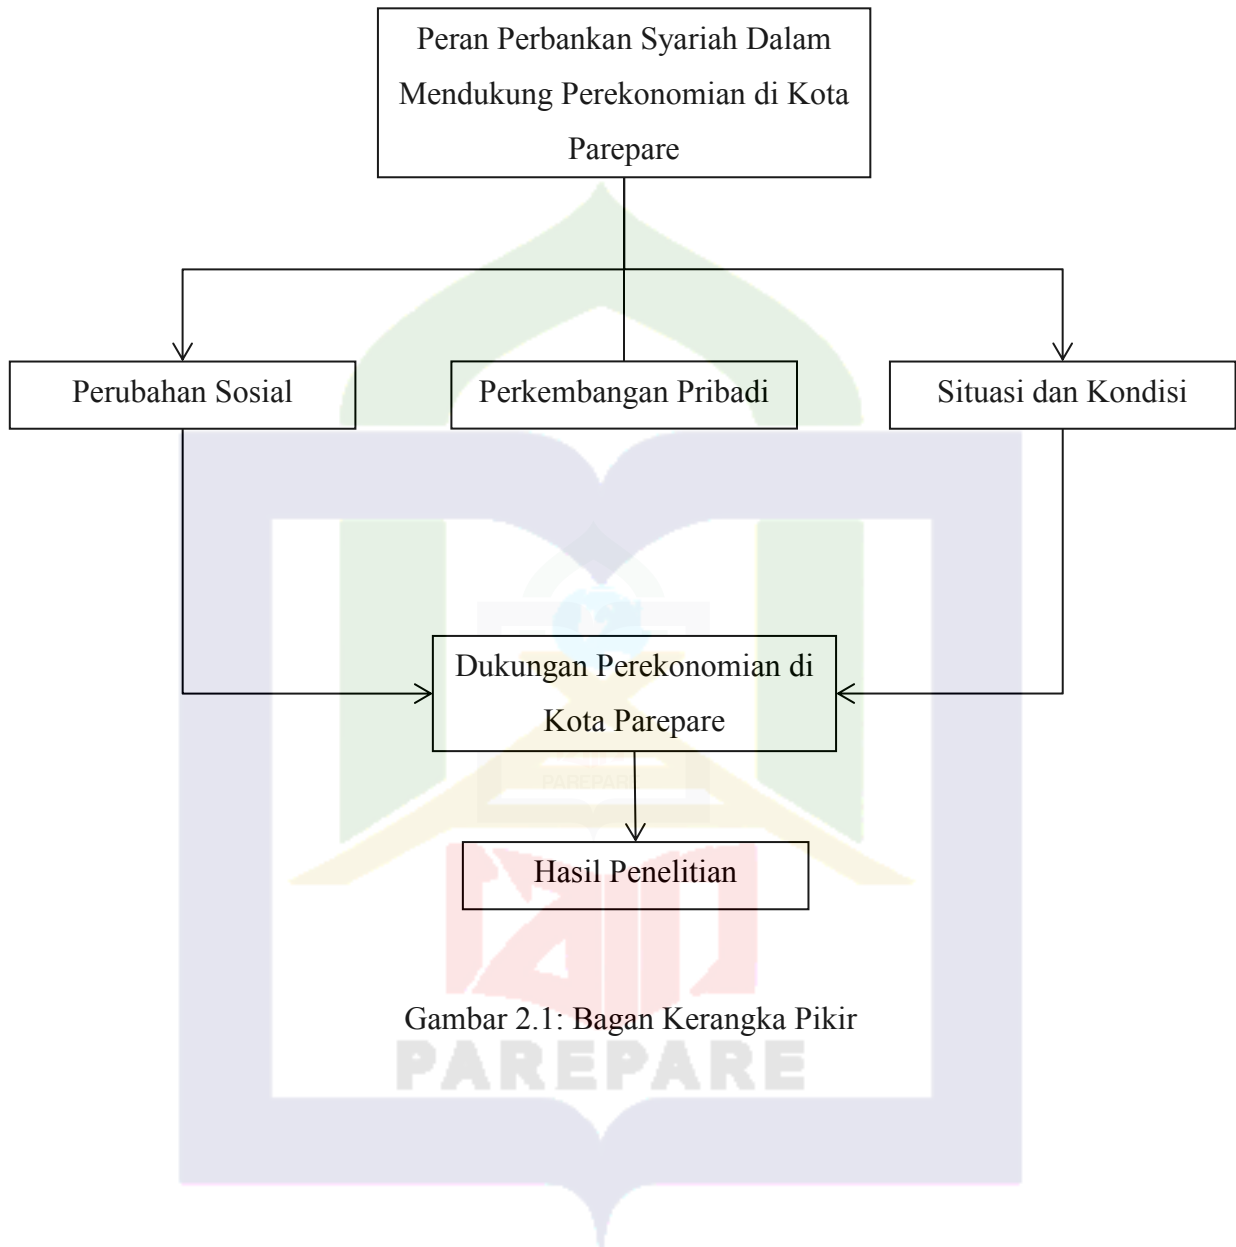 Peran Perbankan Syariah Dalam
Mendukung Perekonomian di Kota
Parepare
Perubahan Sosial
Perkembangan Pribadi
Situasi dan Kondisi
Dukungan Perekonomian di
Kota Parepare
PAREPARE
Hasil Penelitian
Gambar 2.1: Bagan Kerangka Pikir
PAREPARE